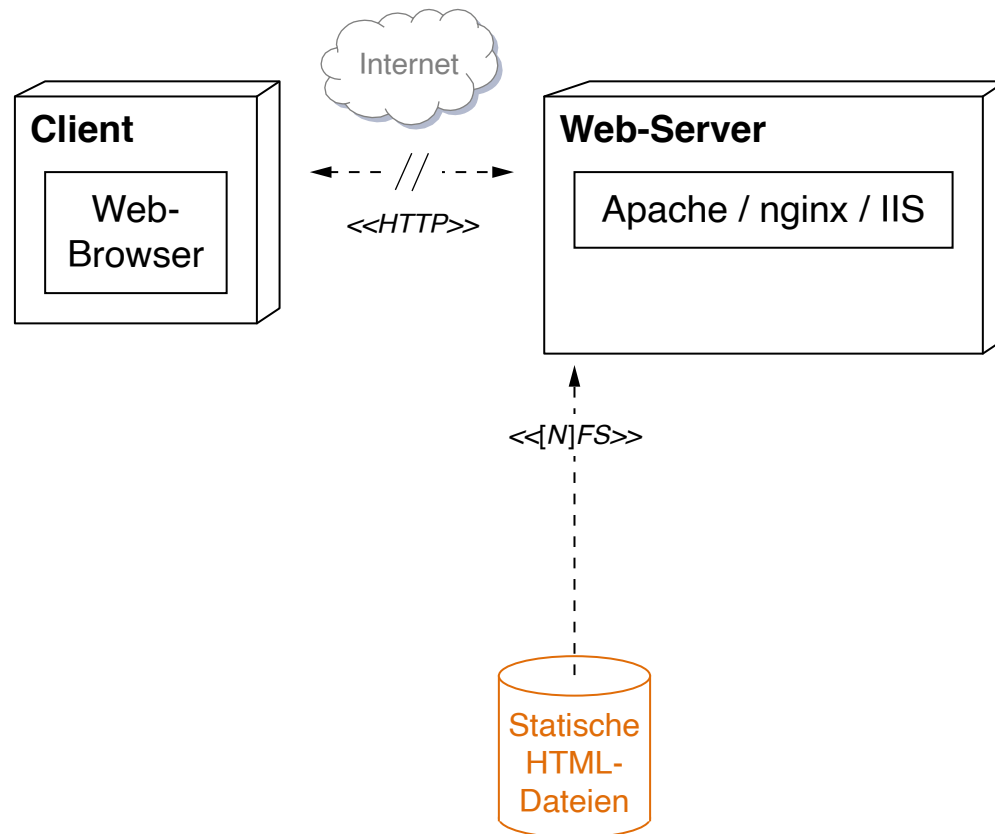 Internet
Client
Web-
Browser
<<HTTP>>
Web-Server
Apache / nginx / IIS
<<[N]FS>>
Statische
HTML-
Dateien